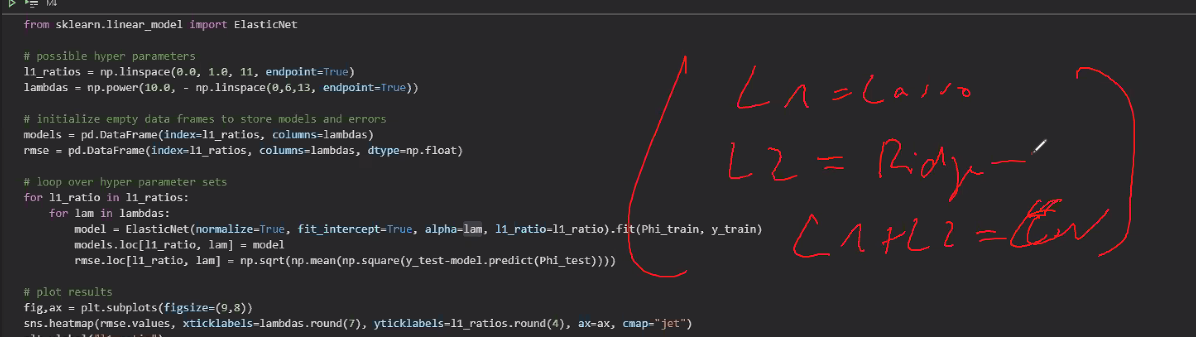 from sklearn.linear_model import ElasticNet
# possible hyper parameters
l1_ratios = np.linspace(0.0, 1.0, 11, endpoint=True)
lambdas = np.power(10.0, - np.linspace(0,6,13, endpoint=True))
# initialize empty data frames to store models and errors
models = pd.DataFrame(index=l1_ratios, columns=lambdas)
rmse = pd.DataFrame(index=l1_ratios, columns=lambdas, dtype=np.float)
# loop over hyper parameter sets
for l1_ratio in l1_ratios:
for lam in lambdas:
model = ElasticNet(normalize=True, fit_intercept=True, alpha=lam, l1_ratio=l1_ratio).fit(Phi_train, y_train)
models.loc[l1_ratio, lam] = model
rmse.loc[l1_ratio, lam] = np.sqrt(np.mean(np.square(y_test-model.predict(Phi_test))))
# plot results
fig,ax = plt.subplots(figsize=(9,8))
sns.heatmap(rmse.values, xticklabels=lambdas.round(7), yticklabels=l1_ratios.round(4), ax=ax, cmap="jet")
L1 = Lasso
L2 = Ridge
L1+L2 =